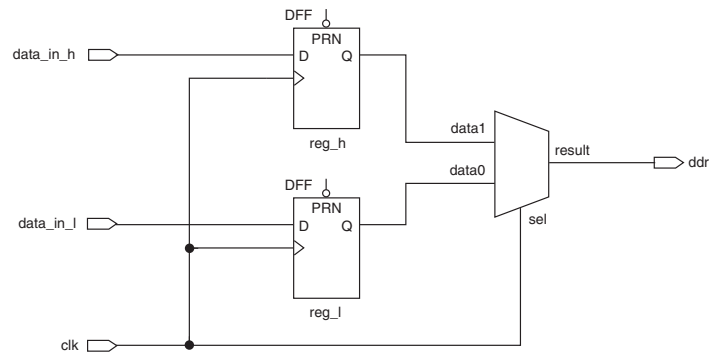 DFF
PRN
data_in_h
D Q
reg_h
data1
result
ddr
data0
DFF
PRN
data_in_l
D Q
sel
reg_l
clk